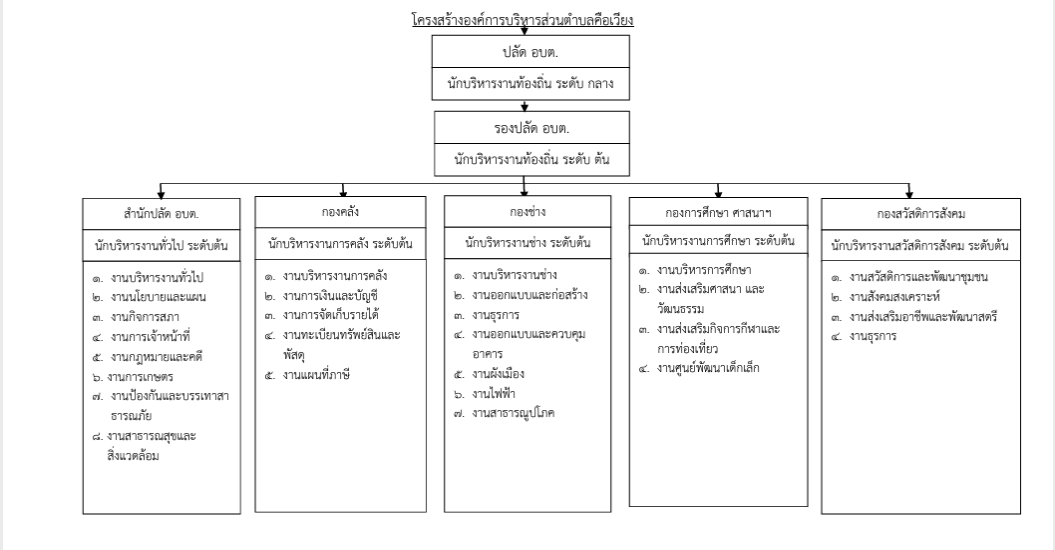 โครงสร้างองค์การบริหารส่วนตำบลคือเวียง
ปลัด อบต.
นักบริหารงานท้องถิ่น ระดับ กลาง
รองปลัด อบต.
นักบริหารงานท้องถิ่น ระดับ ต้น
สำนักปลัด อบต.
นักบริหารงานทั่วไป ระดับต้น
๑. งานบริหารงานทั่วไป
๒. งานนโยบายและแผน
๓. งานกิจการสภา
๔. งานการเจ้าหน้าที่
๕. งานกฎหมายและคดี
๖. งานการเกษตร
๗. งานป้องกันและบรรเทาสา
ธารณภัย
๘. งานสาธารณสุขและ
สิ่งแวดล้อม
กองคลัง
นักบริหารงานการคลัง ระดับต้น
๑. งานบริหารงานการคลัง
๒. งานการเงินและบัญชี
๓. งานการจัดเก็บรายได้
๔. งานทะเบียนทรัพย์สินและ
พัสดุ
๕. งานแผนที่ภาษี
กองช่าง
นักบริหารงานช่าง ระดับต้น
๑. งานบริหารงานช่าง
๒. งานออกแบบและก่อสร้าง
๓. งานธุรการ
๔. งานออกแบบและควบคุม
อาคาร
๕. งานผังเมือง
๖. งานไฟฟ้า
๗. งานสาธารณูปโภค
กองการศึกษา ศาสนาฯ
นักบริหารงานการศึกษา ระดับต้น
๑. งานบริหารการศึกษา
๒. งานส่งเสริมศาสนา และ
วัฒนธรรม
๓. งานส่งเสริมกิจการกีฬาและ
การท่องเที่ยว
๔. งานศูนย์พัฒนาเด็กเล็ก
กองสวัสดิการสังคม
นักบริหารงานสวัสดิการสังคม ระดับต้น
๑. งานสวัสดิการและพัฒนาชุมชน
๒. งานสังคมสงเคราะห์
๓. งานส่งเสริมอาชีพและพัฒนาสตรี
๔. งานธุรการ